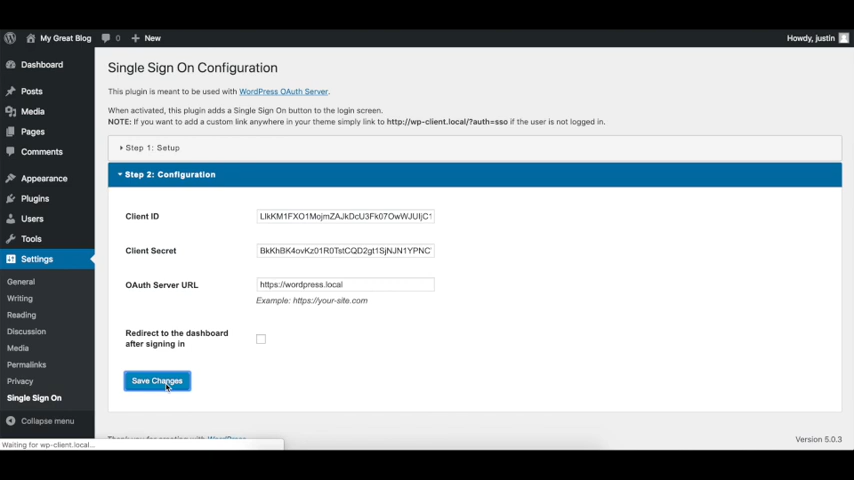 My Great Blog 0 New Howdy, justin
Dashboard
Posts
Media
Pages
Comments
Appearance
Plugins
Users
Tools
Settings
General
Writing
Reading
Discussion
Media
Permalinks
Privacy
Single Sign On
Collapse menu
Single Sign On Configuration
This plugin is meant to be used with WordPress OAuth Server.
When activated, this plugin adds a Single Sign On button to the login screen.
NOTE: If you want to add a custom link anywhere in your theme simply link to http://wp-client.local/?auth=sso if the user is not logged in.
Step 1: Setup
Step 2: Configuration
Client ID
Client Secret
OAuth Server URL https://wordpress.local
Example: https://your-site.com
Redirect to the dashboard
after signing in
Save Changes
Version 5.0.3
Waiting for wp-client.local...